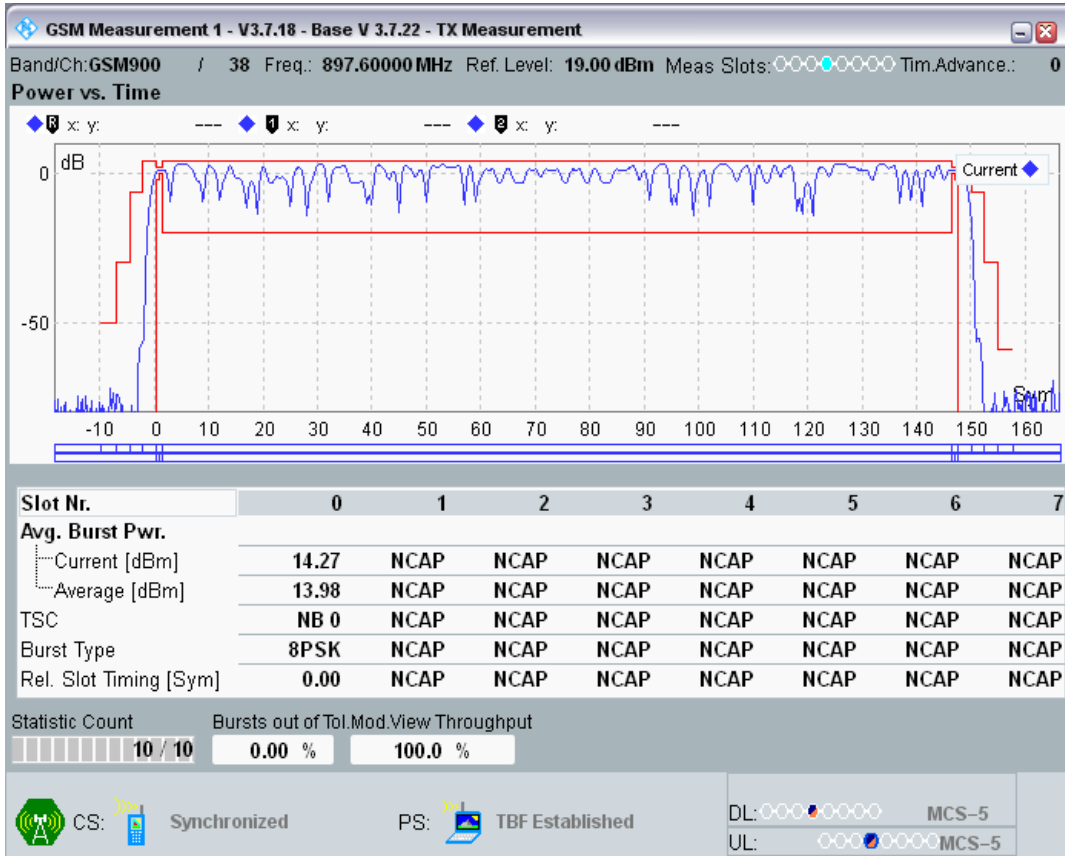 GSM Measurement 1 - V3.7.18 - Base V 3.7.22 - TX Measurement
Band/Ch:GSM900 / 38 Freq.: 897.60000 MHz Ref. Level: 19.00 dBm Meas Slots: Tim.Advance.: 0
Power vs. Time
R x: y: --- 1 x: y: --- 2 x: y: ---
dB
Current
0
-50
Sym
-10 0 10 20 30 40 50 60 70 80 90 100 110 120 130 140 150 160
Slot Nr. 0 1 2 3 4 5 6 7
Avg. Burst Pwr.
Current [dBm] 14.27 NCAP NCAP NCAP NCAP NCAP NCAP NCAP
Average [dBm] 13.98 NCAP NCAP NCAP NCAP NCAP NCAP NCAP
TSC NB 0 NCAP NCAP NCAP NCAP NCAP NCAP NCAP
Burst Type 8PSK NCAP NCAP NCAP NCAP NCAP NCAP NCAP
Rel. Slot Timing [Sym] 0.00 NCAP NCAP NCAP NCAP NCAP NCAP NCAP
Statistic Count Bursts out of Tol. Mod.View Throughput
10 / 10 0.00 % 100.0 %
CS: Synchronized PS: TBF Established
DL: MCS-5
UL: MCS-5